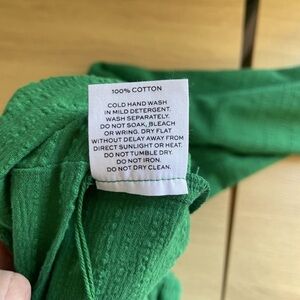 100% COTTON
COLD HAND WASH
IN MILD DETERGENT.
WASH SEPARATELY.
DO NOT SOAK, BLEACH
OR WRING. DRY FLAT
WITHOUT DELAY AWAY FROM
DIRECT SUNLIGHT OR HEAT.
DO NOT TUMBLE DRY.
DO NOT IRON.
DO NOT DRY CLEAN.